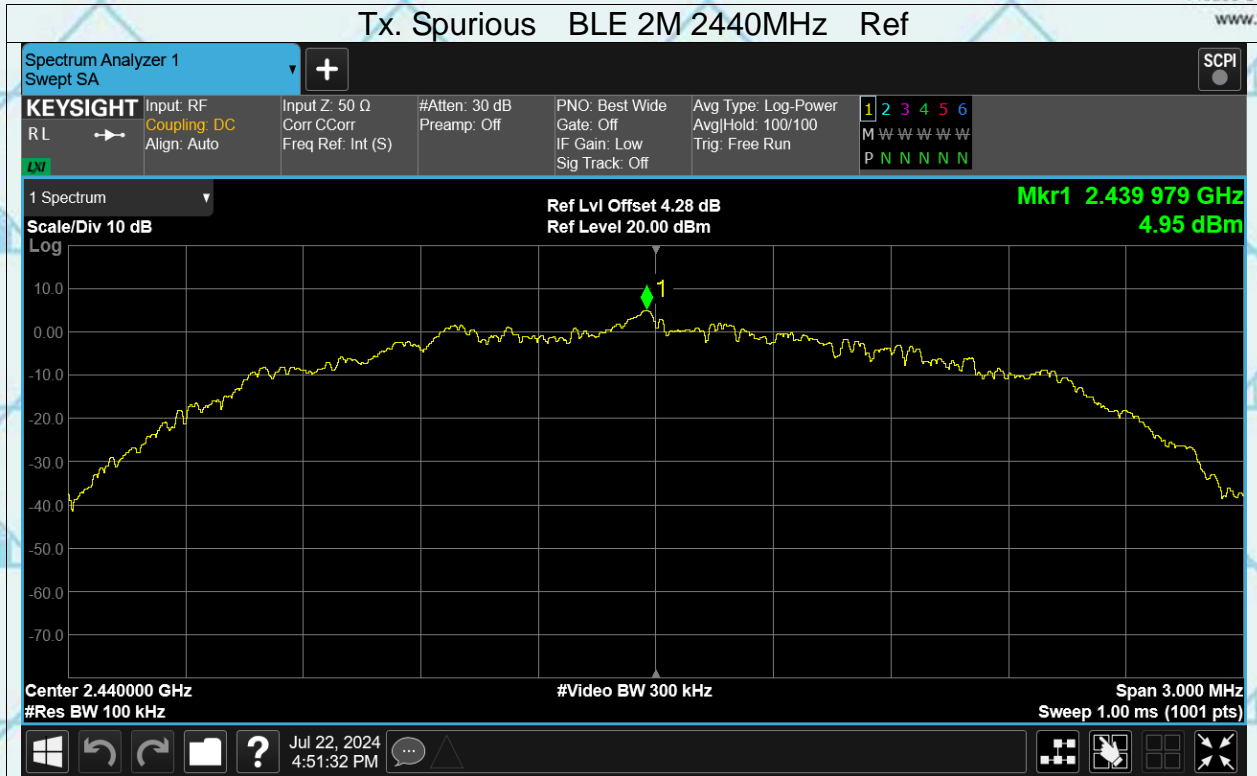 www.
Tx. Spurious BLE 2M 2440MHz Ref
Spectrum Analyzer 1
Swept SA
+
SCPI
KEYSIGHT
R L
LXI
Input: RF
Coupling: DC
Align: Auto
Input Z: 50 Ω
Corr CCorr
Freq Ref: Int (S)
#Atten: 30 dB
Preamp: Off
PNO: Best Wide
Gate: Off
IF Gain: Low
Sig Track: Off
Avg Type: Log-Power
Avg|Hold: 100/100
Trig: Free Run
1 2 3 4 5 6
M W W W W W
P N N N N N
1 Spectrum
Scale/Div 10 dB
Ref Lvl Offset 4.28 dB
Ref Level 20.00 dBm
Mkr1 2.439 979 GHz
4.95 dBm
Log
10.0
0.00
-10.0
-20.0
-30.0
-40.0
-50.0
-60.0
-70.0
1
Center 2.440000 GHz
#Res BW 100 kHz
#Video BW 300 kHz
Span 3.000 MHz
Sweep 1.00 ms (1001 pts)
?
Jul 22, 2024
4:51:32 PM